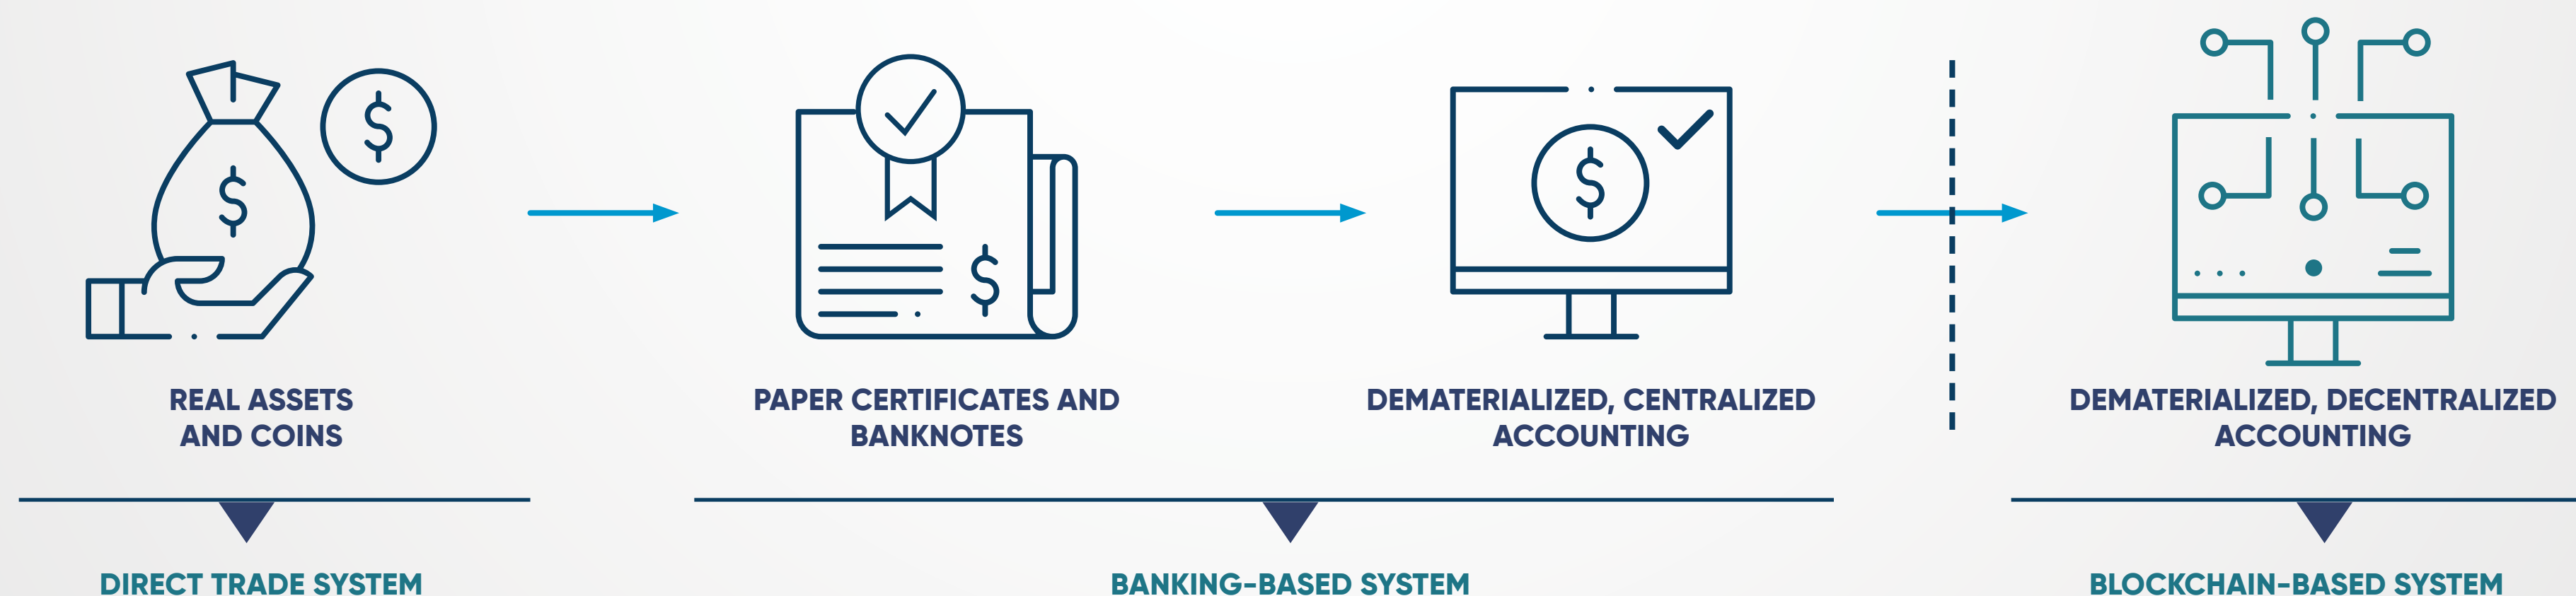 $
$
$
$
REAL ASSETS
AND COINS
PAPER CERTIFICATES AND
BANKNOTES
DEMATERIALIZED, CENTRALIZED
ACCOUNTING
DEMATERIALIZED, DECENTRALIZED
ACCOUNTING
DIRECT TRADE SYSTEM
BANKING-BASED SYSTEM
BLOCKCHAIN-BASED SYSTEM